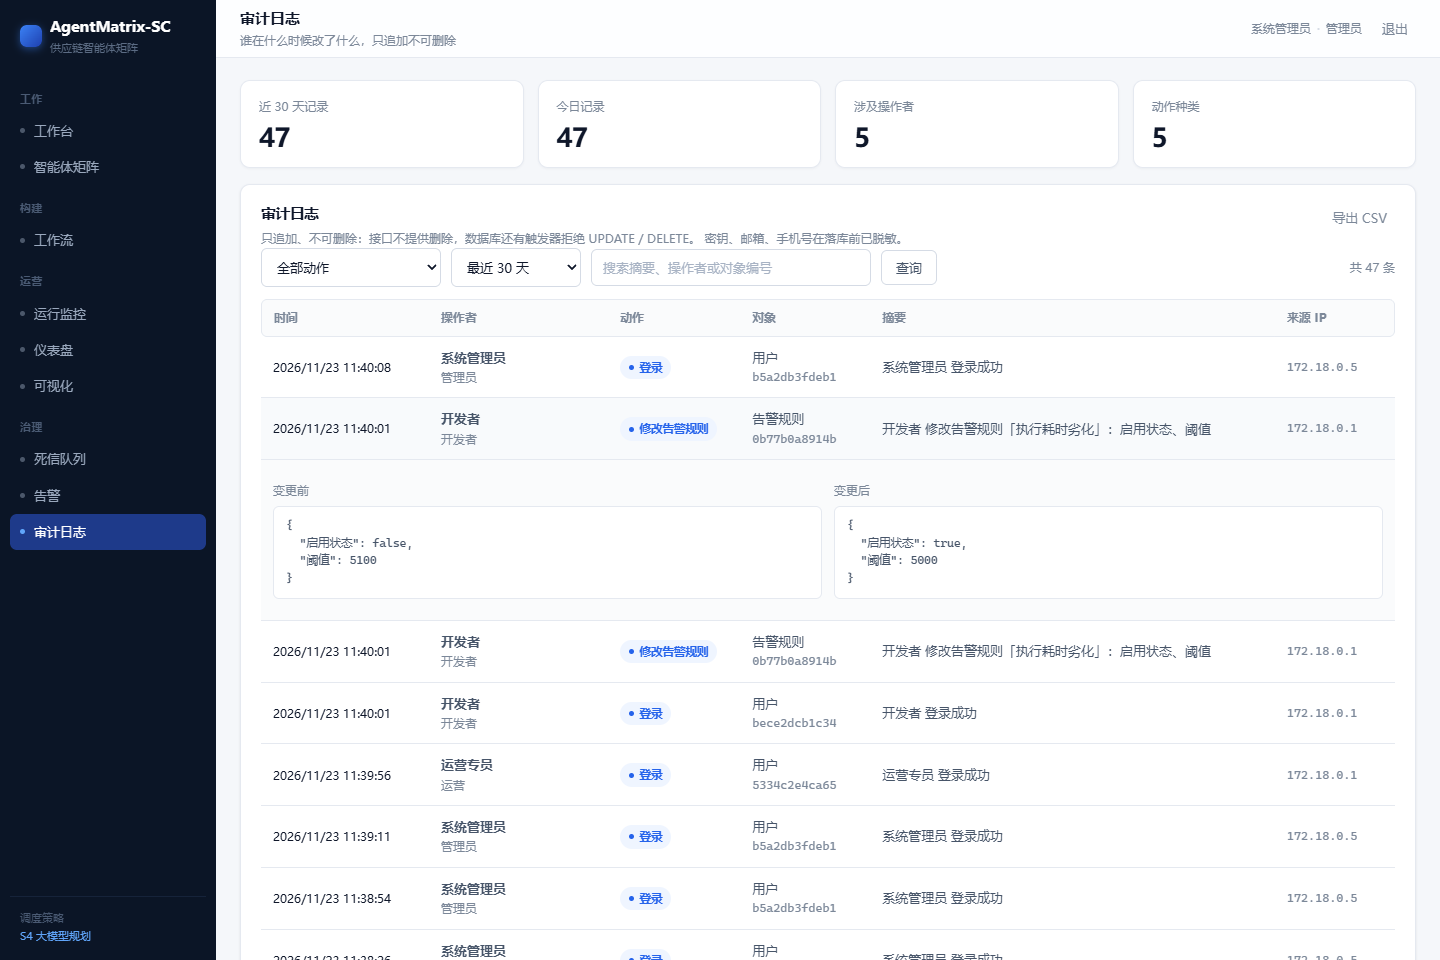 AgentMatrix-SC
供应链智能体矩阵
工作
工作台
智能体矩阵
构建
工作流
运营
运行监控
仪表盘
可视化
治理
死信队列
告警
审计日志
调度策略
S4 大模型规划
审计日志
谁在什么时候改了什么，只追加不可删除
系统管理员 · 管理员 退出
近 30 天记录
47
今日记录
47
涉及操作者
5
动作种类
5
审计日志
导出 CSV
只追加、不可删除：接口不提供删除，数据库还有触发器拒绝 UPDATE / DELETE。 密钥、邮箱、手机号在落库前已脱敏。
全部动作 最近 30 天 搜索摘要、操作者或对象编号 查询 共 47 条
时间 操作者 动作 对象 摘要 来源 IP
2026/11/23 11:40:08 系统管理员 管理员 登录 用户 b5a2db3fdeb1 系统管理员 登录成功 172.18.0.5
2026/11/23 11:40:01 开发者 开发者 修改告警规则 告警规则 0b77b0a8914b 开发者 修改告警规则「执行耗时劣化」：启用状态、阈值 172.18.0.1
变更前
{
"启用状态": false,
"阈值": 5100
}
变更后
{
"启用状态": true,
"阈值": 5000
}
2026/11/23 11:40:01 开发者 开发者 修改告警规则 告警规则 0b77b0a8914b 开发者 修改告警规则「执行耗时劣化」：启用状态、阈值 172.18.0.1
2026/11/23 11:40:01 开发者 开发者 登录 用户 bece2dcb1c34 开发者 登录成功 172.18.0.1
2026/11/23 11:39:56 运营专员 运营 登录 用户 5334c2e4ca65 运营专员 登录成功 172.18.0.1
2026/11/23 11:39:11 系统管理员 管理员 登录 用户 b5a2db3fdeb1 系统管理员 登录成功 172.18.0.5
2026/11/23 11:38:54 系统管理员 管理员 登录 用户 b5a2db3fdeb1 系统管理员 登录成功 172.18.0.5
2026/11/23 11:38:26 系统管理员 登录 用户 系统管理员 登录成功 172.18.0.5